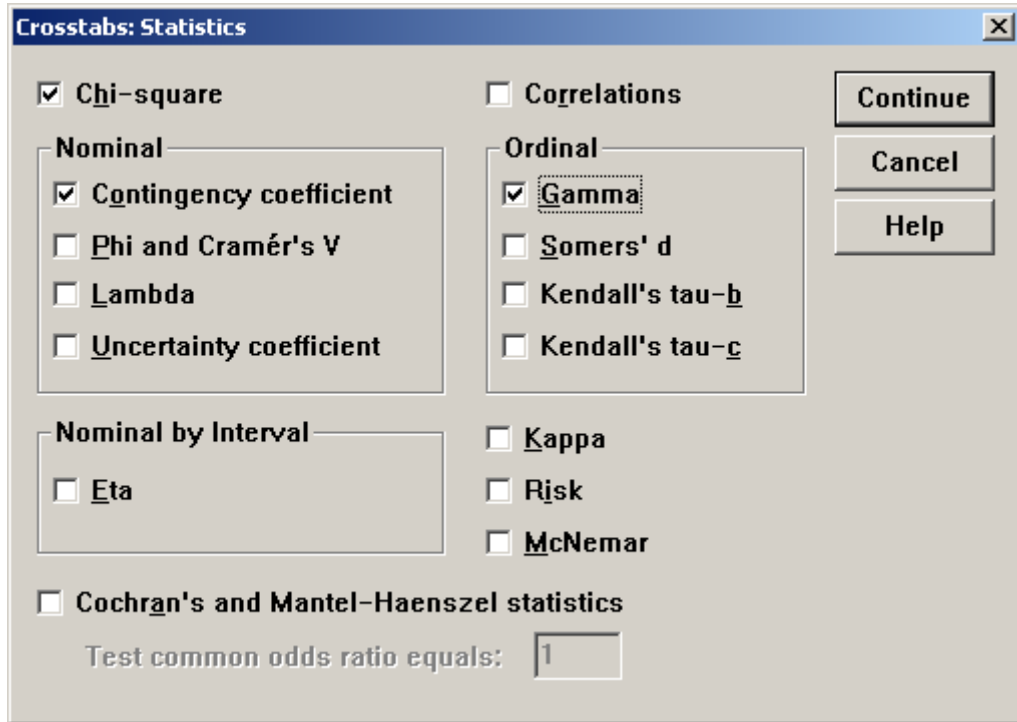 Crosstabs: Statistics
Chi-square
Correlations
Continue
Nominal
Ordinal
Cancel
Contingency coefficient
Gamma
Help
Phi and Cramér's V
Somers' d
Lambda
Kendall's tau-b
Uncertainty coefficient
Kendall's tau-c
Nominal by Interval
Kappa
Eta
Risk
McNemar
Cochran's and Mantel-Haenszel statistics
Test common odds ratio equals: 1